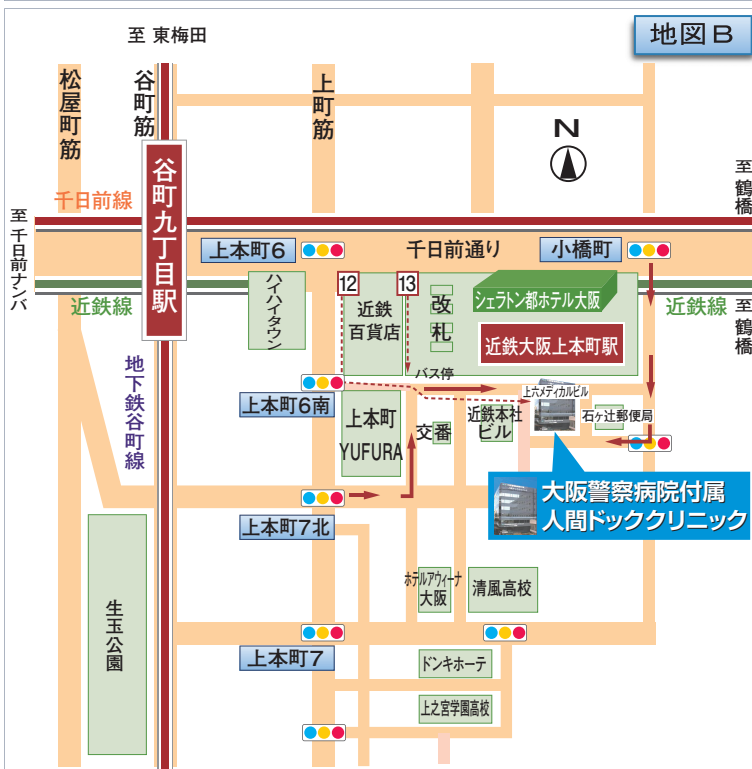 地図B
至 東梅田
松屋町筋
谷町筋
上町筋
N
谷町九丁目駅
千日前線
至 鶴橋
至 千日前ナンバ
上本町6
千日前通り
小橋町
近鉄線
ハイハイタウン
12
近鉄
百貨店
13
改札
シェラトン都ホテル大阪
近鉄大阪上本町駅
近鉄線
至 鶴橋
地下鉄谷町線
バス停
上本町6南
上六メディカルビル
上本町
YUFURA
交番
近鉄本社
ビル
石ヶ辻郵便局
大阪警察病院付属
人間ドッククリニック
上本町7北
生玉公園
ホテルアウィーナ
大阪
清風高校
上本町7
ドンキホーテ
上之宮学園高校